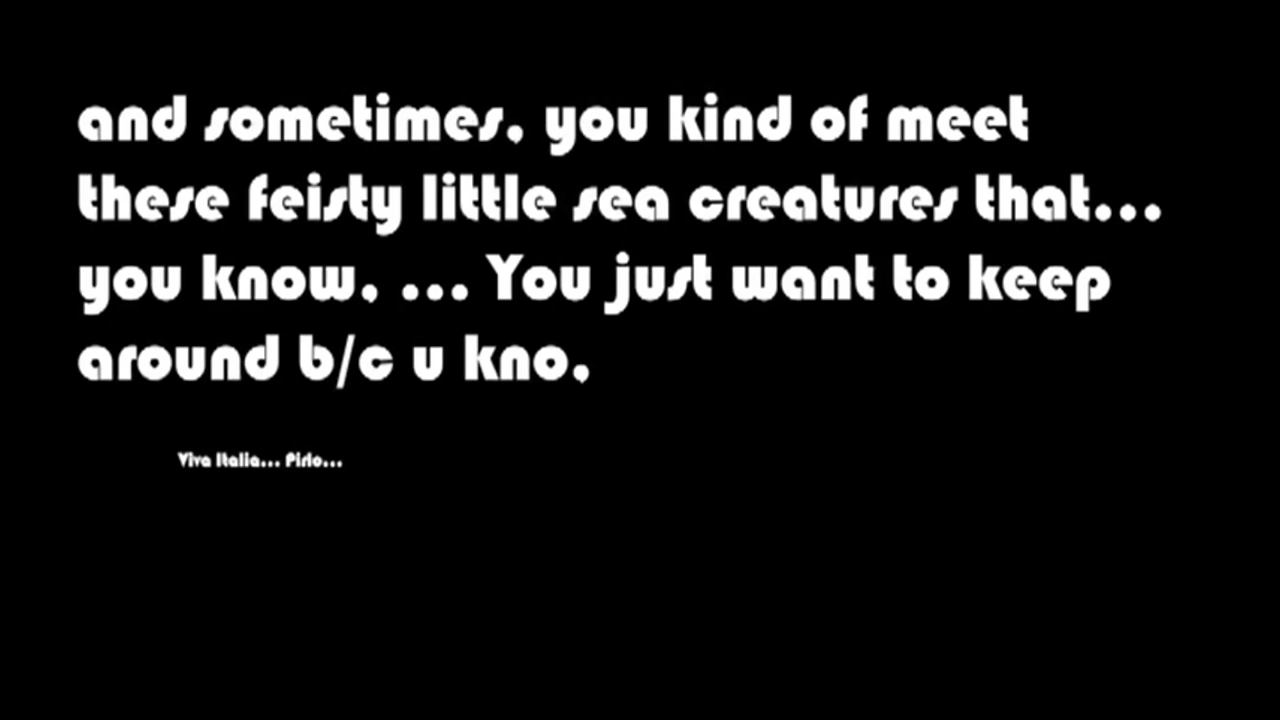 and sometimes, you kind of meet
these feisty little sea creatures that...
you know, ... You just want to keep
around b/c u kno,
Viva Italia... Pirlo...